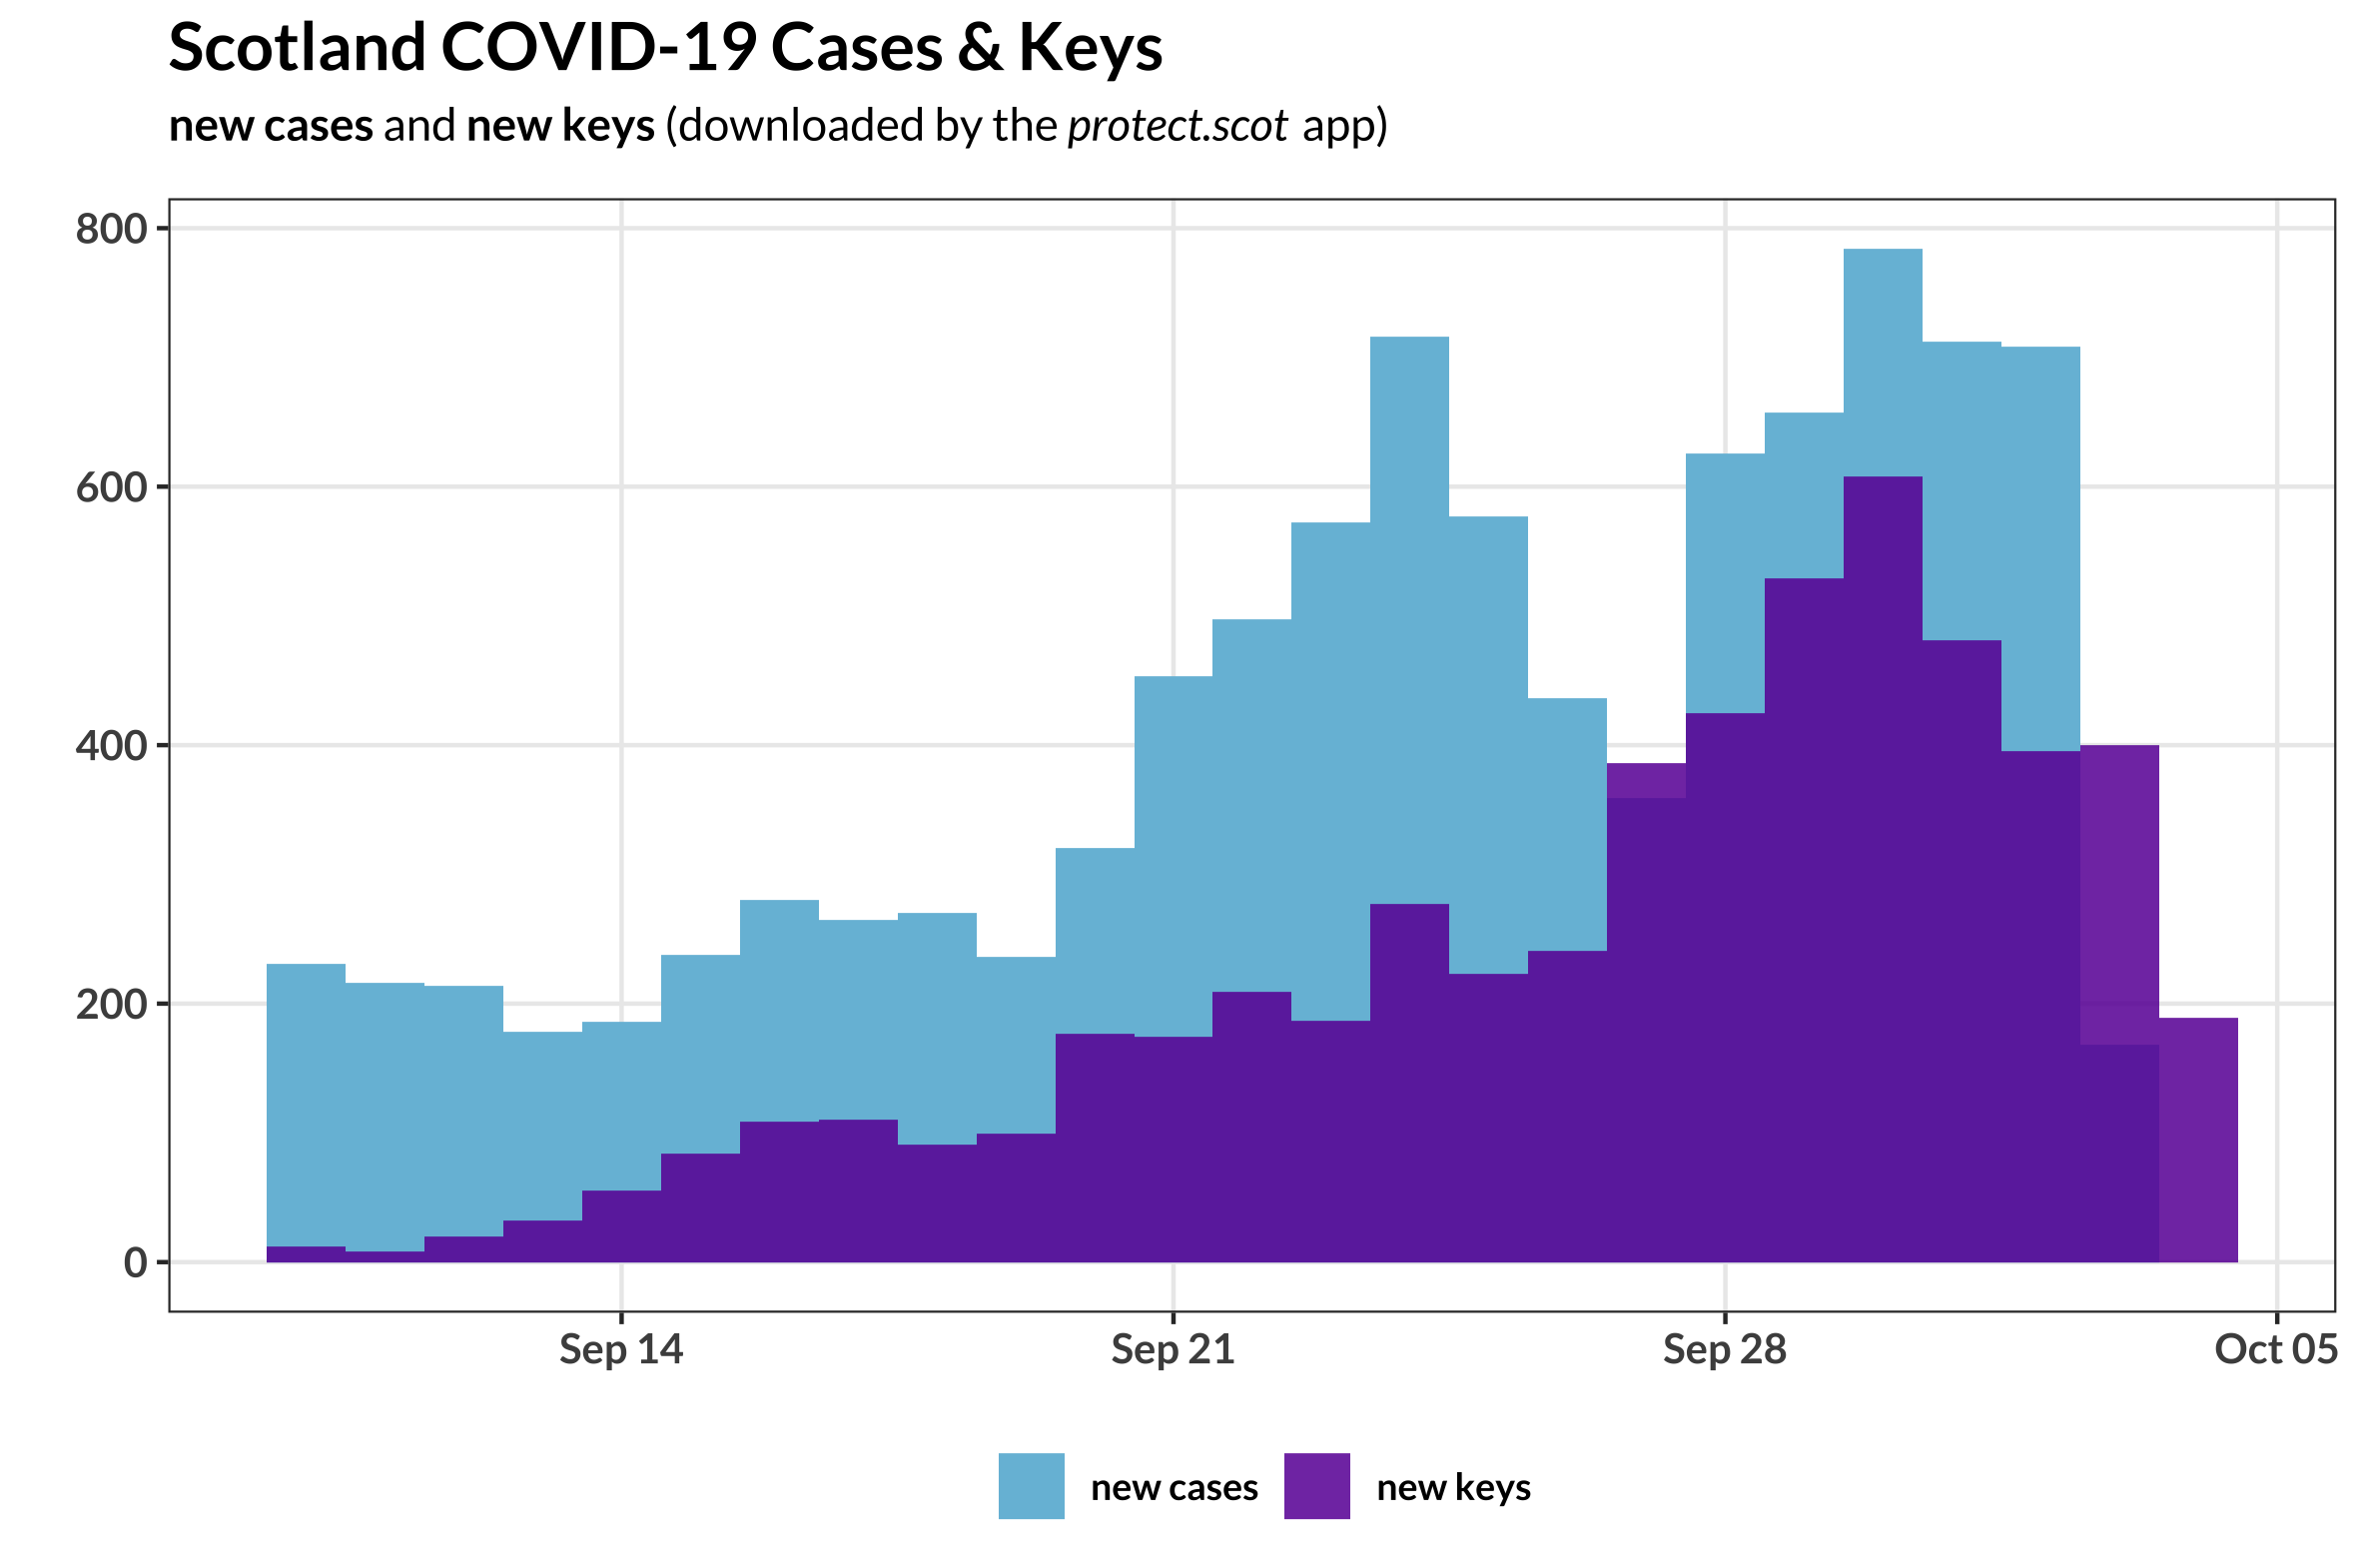 Scotland COVID-19 Cases & Keys
new cases and new keys (downloaded by the protect.scot app)
800
600
400
200
0
Sep 14 Sep 21 Sep 28 Oct 05
new cases new keys